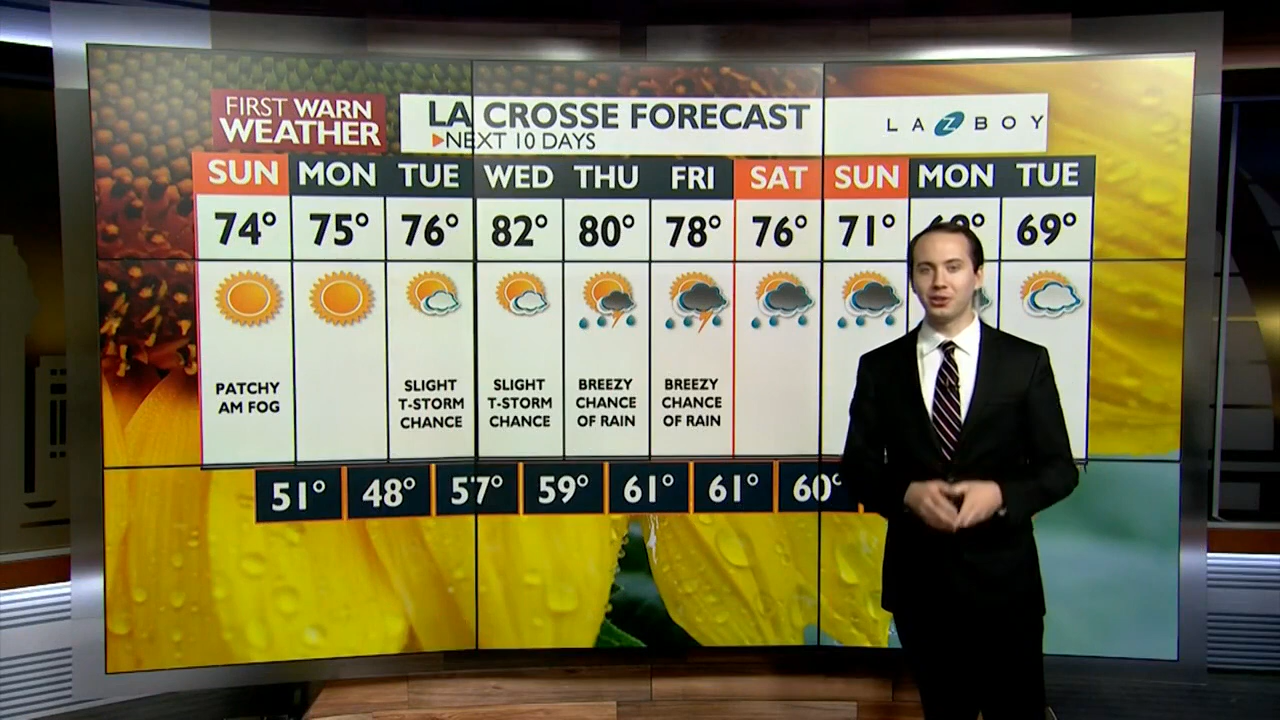 FIRST WARN
WEATHER
LA CROSSE FORECAST
NEXT 10 DAYS
LA Z BOY
SUN MON TUE WED THU FRI SAT SUN MON TUE
74° 75° 76° 82° 80° 78° 76° 71° 69°
PATCHY
AM FOG
SLIGHT
T-STORM
CHANCE
SLIGHT
T-STORM
CHANCE
BREEZY
CHANCE
OF RAIN
BREEZY
CHANCE
OF RAIN
51° 48° 57° 59° 61° 61° 60°